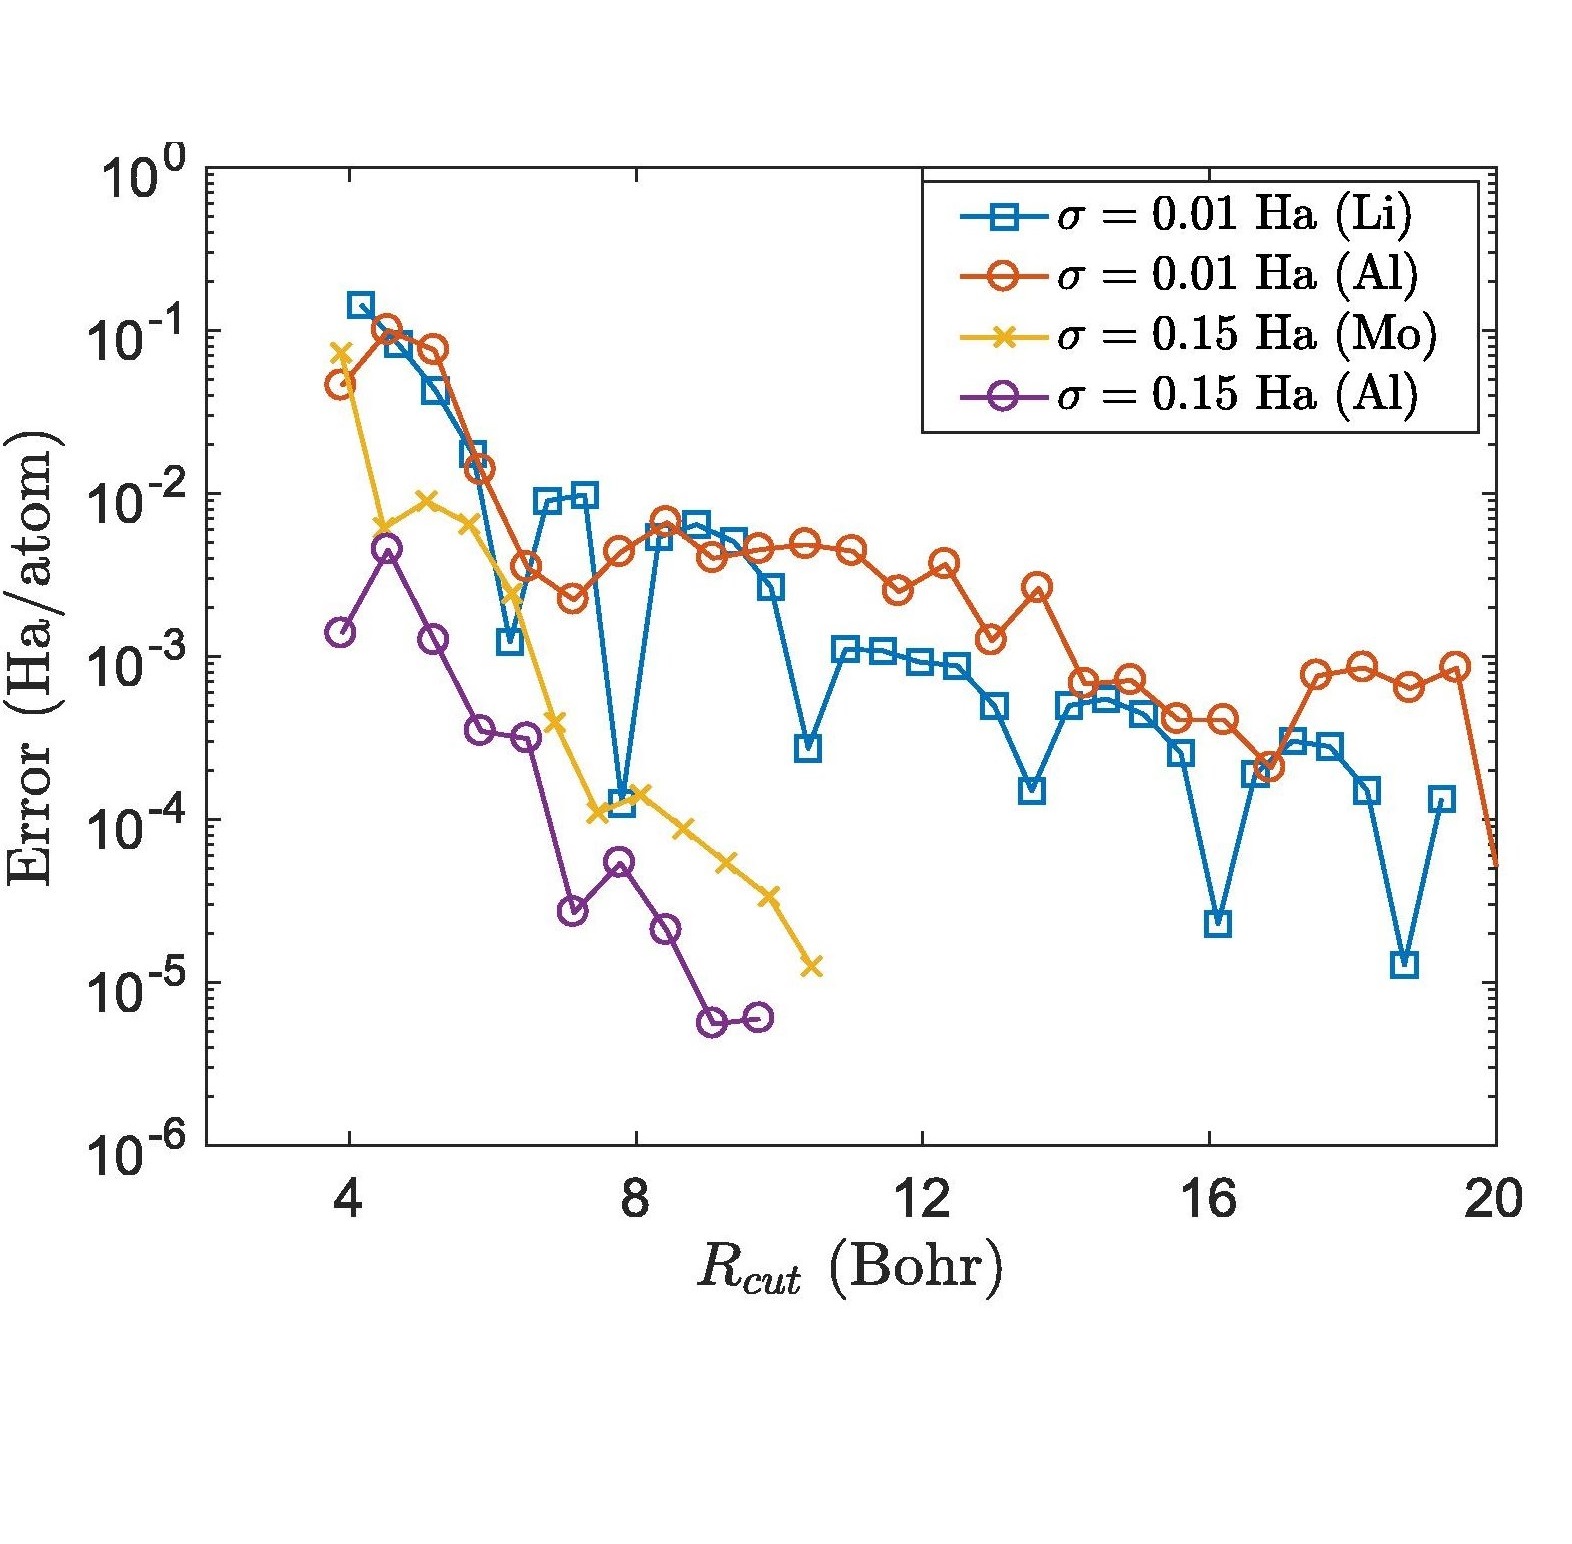 10^0
10^-1
10^-2
10^-3
10^-4
10^-5
10^-6
Error (Ha/atom)
σ = 0.01 Ha (Li)
σ = 0.01 Ha (Al)
σ = 0.15 Ha (Mo)
σ = 0.15 Ha (Al)
4 8 12 16 20
R_cut (Bohr)